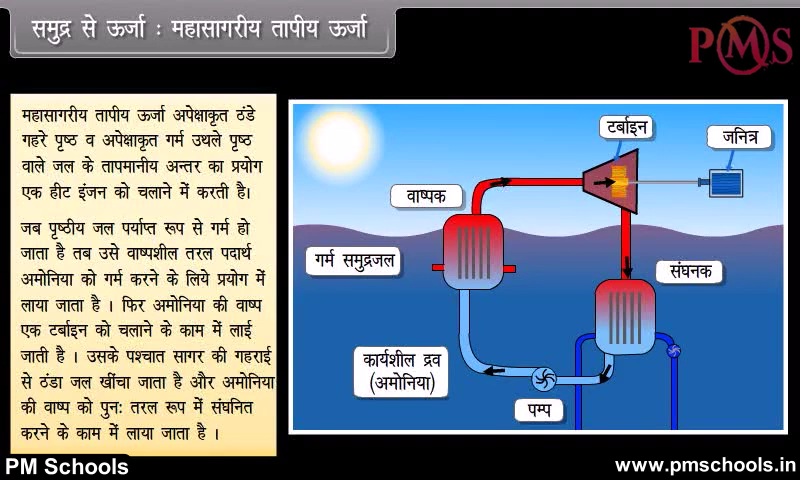 समुद्र से ऊर्जा : महासागरीय तापीय ऊर्जा
PMS
महासागरीय तापीय ऊर्जा अपेक्षाकृत ठंडे
गहरे पृष्ठ व अपेक्षाकृत गर्म उथले पृष्ठ
वाले जल के तापमानीय अन्तर का प्रयोग
एक हीट इंजन को चलाने में करती है।
जब पृष्ठीय जल पर्याप्त रूप से गर्म हो
जाता है तब उसे वाष्पशील तरल पदार्थ
अमोनिया को गर्म करने के लिये प्रयोग में
लाया जाता है । फिर अमोनिया की वाष्प
एक टर्बाइन को चलाने के काम में लाई
जाती है । उसके पश्चात सागर की गहराई
से ठंडा जल खींचा जाता है और अमोनिया
की वाष्प को पुनः तरल रूप में संघनित
करने के काम में लाया जाता है ।
टर्बाइन
जनित्र
वाष्पक
गर्म समुद्रजल
संघनक
कार्यशील द्रव
(अमोनिया)
पम्प
PM Schools
www.pmschools.in